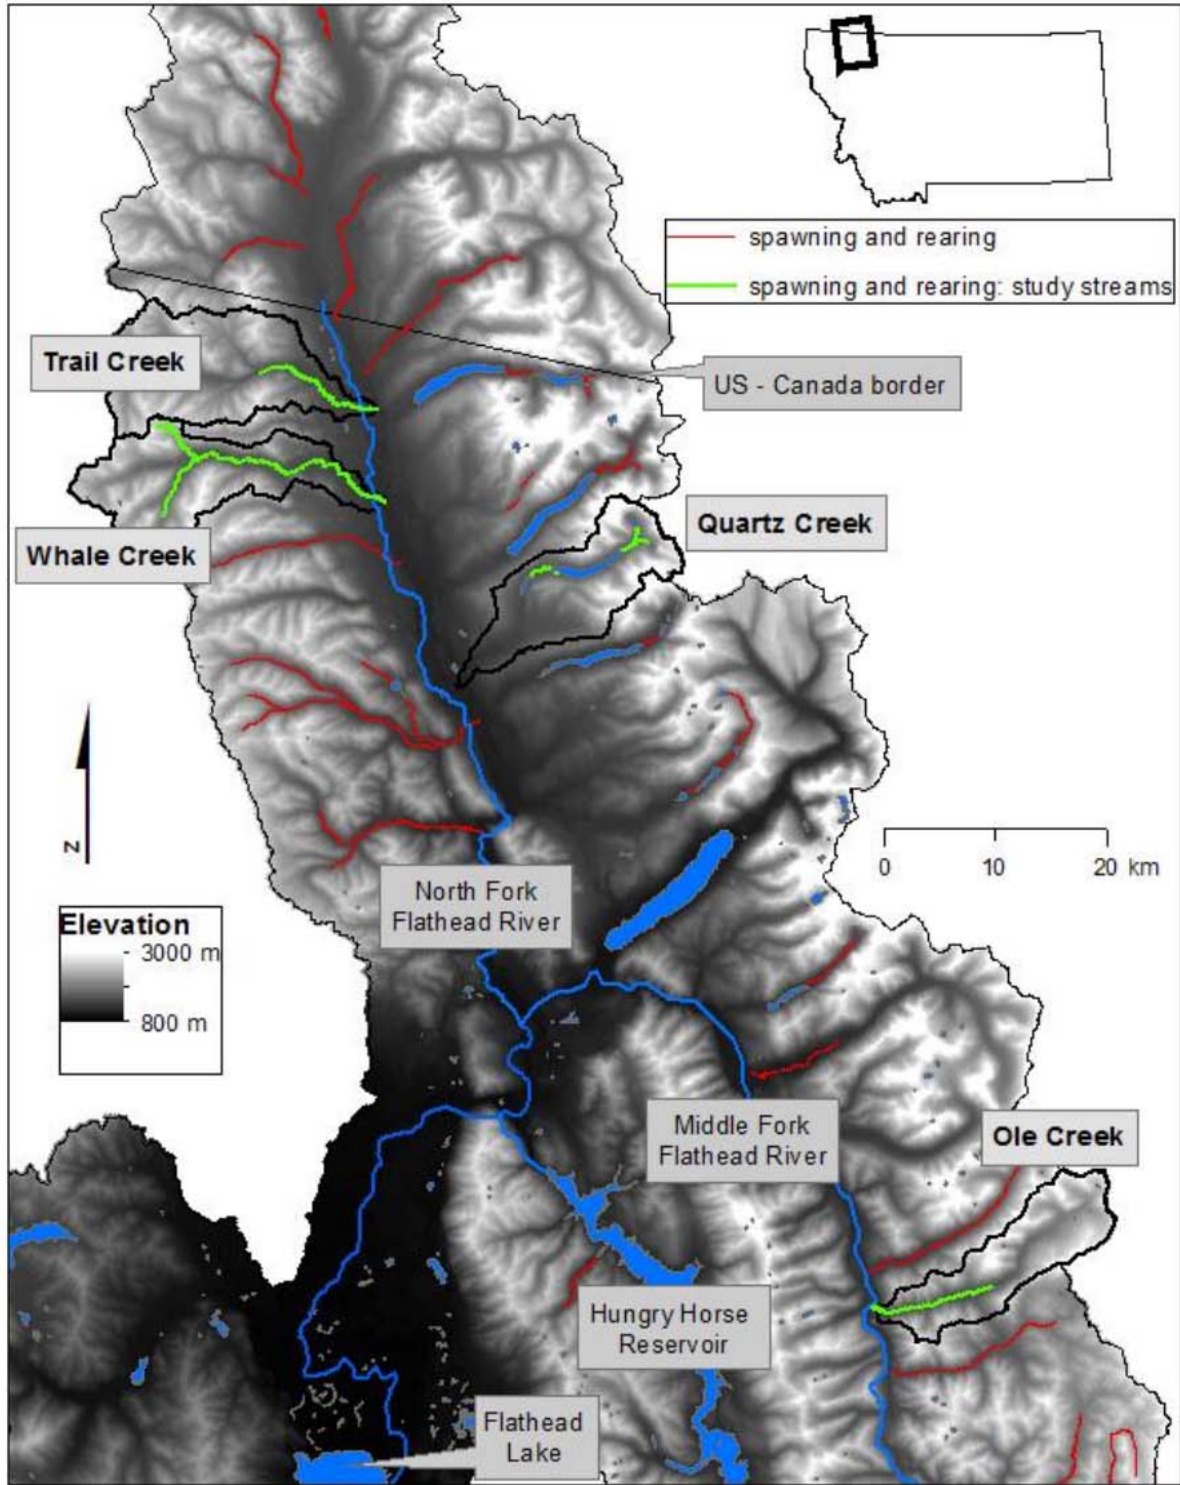 spawning and rearing
spawning and rearing: study streams
Trail Creek
US - Canada border
Quartz Creek
Whale Creek
N
0 10 20 km
North Fork
Flathead River
Elevation
3000 m
800 m
Middle Fork
Flathead River
Ole Creek
Hungry Horse
Reservoir
Flathead
Lake